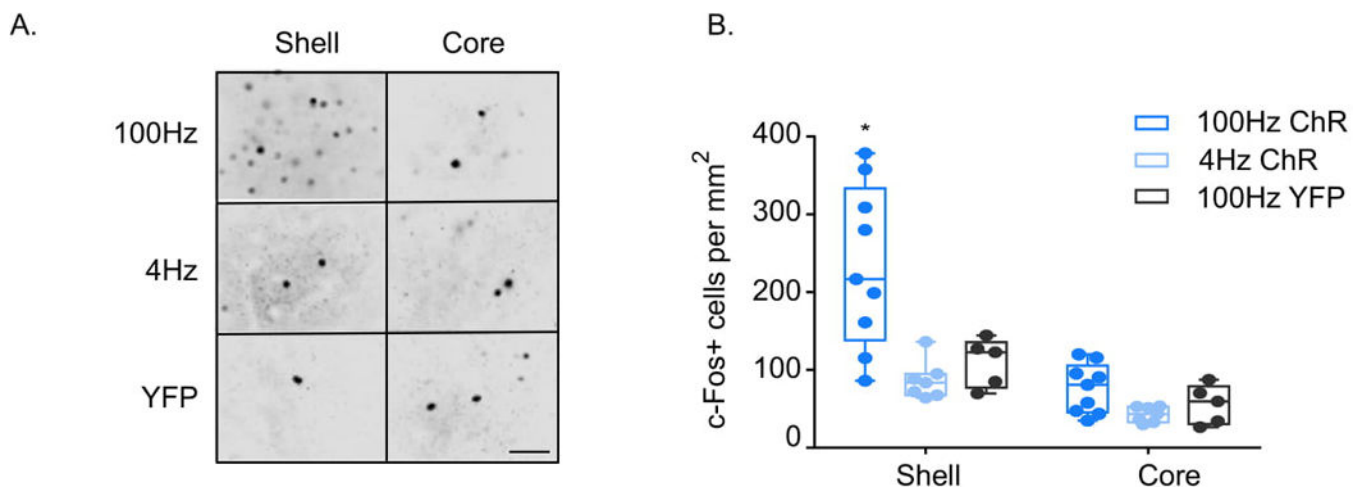 A.
Shell Core
100Hz
4Hz
YFP
B.
c-Fos+ cells per mm²
400
300
200
100
0
*
Shell Core
100Hz ChR
4Hz ChR
100Hz YFP